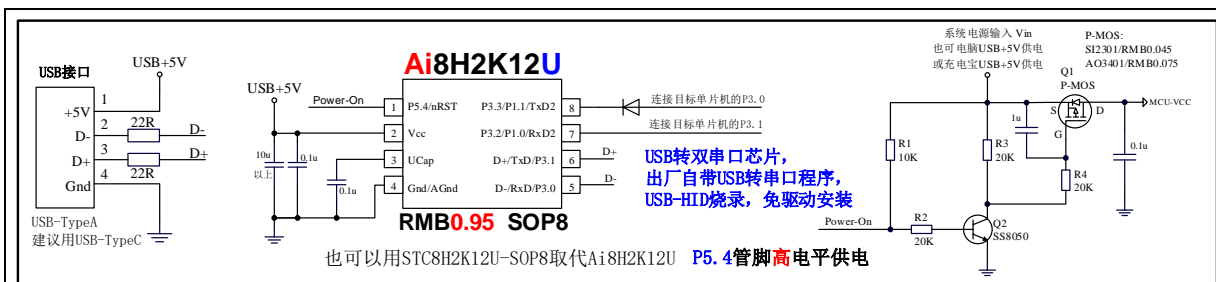 USB接口
USB+5V
+5V
1
D-
2
22R
D-
D+
3
D+
Gnd
4
22R
USB-TypeA
建议用USB-TypeC
USB+5V
10u
以上
0.1u
0.1u
Power-On
Ai8H2K12U
1
P5.4/nRST
2
Vcc
3
UCap
4
Gnd/AGnd
P3.3/P1.1/TxD2
8
P3.2/P1.0/RxD2
7
D+/TxD/P3.1
6
D-/RxD/P3.0
5
连接目标单片机的P3.0
连接目标单片机的P3.1
D+
D-
RMB0.95 SOP8
USB转双串口芯片,
出厂自带USB转串口程序,
USB-HID烧录,免驱动安装
也可以用STC8H2K12U-SOP8取代Ai8H2K12U P5.4管脚高电平供电
系统电源输入 Vin
也可电脑USB+5V供电
或充电宝USB+5V供电
P-MOS:
SI2301/RMB0.045
AO3401/RMB0.075
Q1
P-MOS
S
D
G
MCU-VCC
1u
0.1u
R1
10K
R3
20K
R4
20K
Power-On
R2
20K
Q2
SS8050